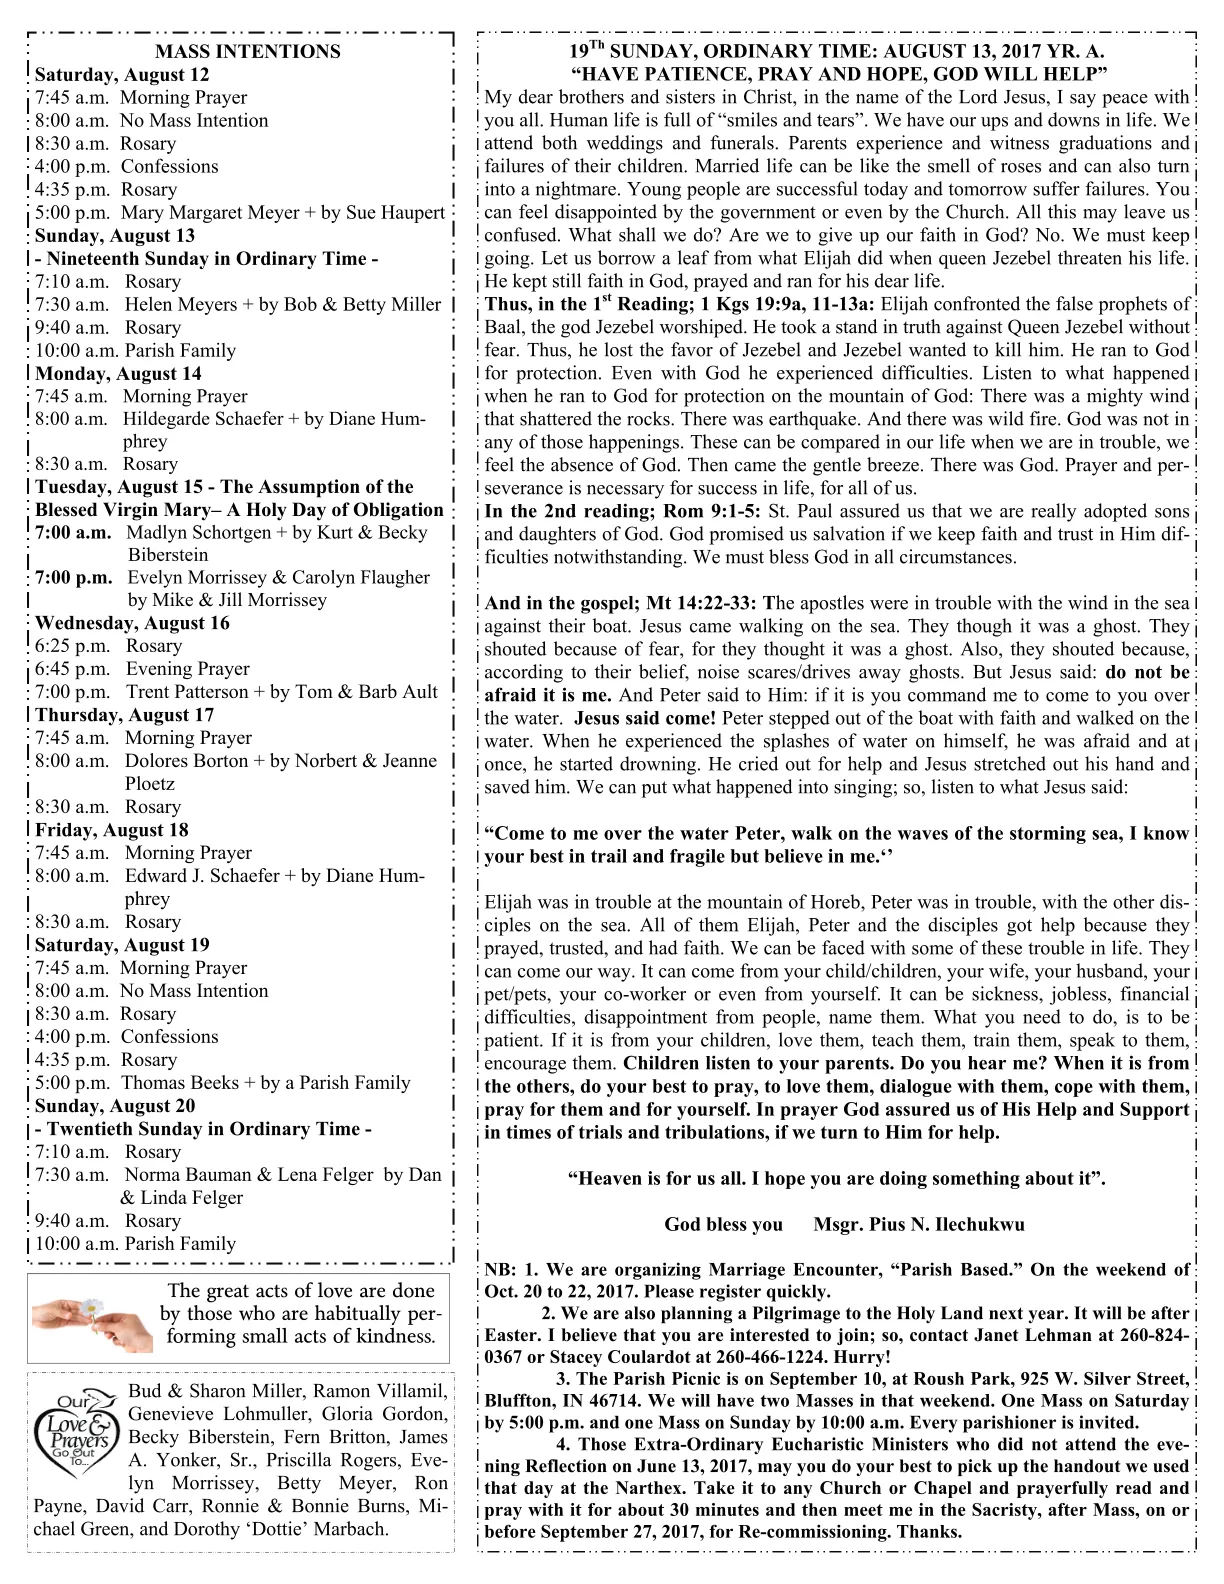 MASS INTENTIONS
Saturday, August 12
7:45 a.m. Morning Prayer
8:00 a.m. No Mass Intention
8:30 a.m. Rosary
4:00 p.m. Confessions
4:35 p.m. Rosary
5:00 p.m. Mary Margaret Meyer + by Sue Haupert
Sunday, August 13
- Nineteenth Sunday in Ordinary Time -
7:10 a.m. Rosary
7:30 a.m. Helen Meyers + by Bob & Betty Miller
9:40 a.m. Rosary
10:00 a.m. Parish Family
Monday, August 14
7:45 a.m. Morning Prayer
8:00 a.m. Hildegarde Schaefer + by Diane Hum-
phrey
8:30 a.m. Rosary
Tuesday, August 15 - The Assumption of the
Blessed Virgin Mary– A Holy Day of Obligation
7:00 a.m. Madlyn Schortgen + by Kurt & Becky
Biberstein
7:00 p.m. Evelyn Morrissey & Carolyn Flaugher
by Mike & Jill Morrissey
Wednesday, August 16
6:25 p.m. Rosary
6:45 p.m. Evening Prayer
7:00 p.m. Trent Patterson + by Tom & Barb Ault
Thursday, August 17
7:45 a.m. Morning Prayer
8:00 a.m. Dolores Borton + by Norbert & Jeanne
Ploetz
8:30 a.m. Rosary
Friday, August 18
7:45 a.m. Morning Prayer
8:00 a.m. Edward J. Schaefer + by Diane Hum-
phrey
8:30 a.m. Rosary
Saturday, August 19
7:45 a.m. Morning Prayer
8:00 a.m. No Mass Intention
8:30 a.m. Rosary
4:00 p.m. Confessions
4:35 p.m. Rosary
5:00 p.m. Thomas Beeks + by a Parish Family
Sunday, August 20
- Twentieth Sunday in Ordinary Time -
7:10 a.m. Rosary
7:30 a.m. Norma Bauman & Lena Felger by Dan
& Linda Felger
9:40 a.m. Rosary
10:00 a.m. Parish Family
The great acts of love are done
by those who are habitually per-
forming small acts of kindness.
Our
Love &
Prayers
Go Out
To...
Bud & Sharon Miller, Ramon Villamil,
Genevieve Lohmuller, Gloria Gordon,
Becky Biberstein, Fern Britton, James
A. Yonker, Sr., Priscilla Rogers, Eve-
lyn Morrissey, Betty Meyer, Ron
Payne, David Carr, Ronnie & Bonnie Burns, Mi-
chael Green, and Dorothy ‘Dottie’ Marbach.
19Th SUNDAY, ORDINARY TIME: AUGUST 13, 2017 YR. A.
“HAVE PATIENCE, PRAY AND HOPE, GOD WILL HELP”
My dear brothers and sisters in Christ, in the name of the Lord Jesus, I say peace with
you all. Human life is full of “smiles and tears”. We have our ups and downs in life. We
attend both weddings and funerals. Parents experience and witness graduations and
failures of their children. Married life can be like the smell of roses and can also turn
into a nightmare. Young people are successful today and tomorrow suffer failures. You
can feel disappointed by the government or even by the Church. All this may leave us
confused. What shall we do? Are we to give up our faith in God? No. We must keep
going. Let us borrow a leaf from what Elijah did when queen Jezebel threaten his life.
He kept still faith in God, prayed and ran for his dear life.
Thus, in the 1st Reading; 1 Kgs 19:9a, 11-13a: Elijah confronted the false prophets of
Baal, the god Jezebel worshiped. He took a stand in truth against Queen Jezebel without
fear. Thus, he lost the favor of Jezebel and Jezebel wanted to kill him. He ran to God
for protection. Even with God he experienced difficulties. Listen to what happened
when he ran to God for protection on the mountain of God: There was a mighty wind
that shattered the rocks. There was earthquake. And there was wild fire. God was not in
any of those happenings. These can be compared in our life when we are in trouble, we
feel the absence of God. Then came the gentle breeze. There was God. Prayer and per-
severance is necessary for success in life, for all of us.
In the 2nd reading; Rom 9:1-5: St. Paul assured us that we are really adopted sons
and daughters of God. God promised us salvation if we keep faith and trust in Him dif-
ficulties notwithstanding. We must bless God in all circumstances.
And in the gospel; Mt 14:22-33: The apostles were in trouble with the wind in the sea
against their boat. Jesus came walking on the sea. They though it was a ghost. They
shouted because of fear, for they thought it was a ghost. Also, they shouted because,
according to their belief, noise scares/drives away ghosts. But Jesus said: do not be
afraid it is me. And Peter said to Him: if it is you command me to come to you over
the water. Jesus said come! Peter stepped out of the boat with faith and walked on the
water. When he experienced the splashes of water on himself, he was afraid and at
once, he started drowning. He cried out for help and Jesus stretched out his hand and
saved him. We can put what happened into singing; so, listen to what Jesus said:
“Come to me over the water Peter, walk on the waves of the storming sea, I know
your best in trail and fragile but believe in me.‘’
Elijah was in trouble at the mountain of Horeb, Peter was in trouble, with the other dis-
ciples on the sea. All of them Elijah, Peter and the disciples got help because they
prayed, trusted, and had faith. We can be faced with some of these trouble in life. They
can come our way. It can come from your child/children, your wife, your husband, your
pet/pets, your co-worker or even from yourself. It can be sickness, jobless, financial
difficulties, disappointment from people, name them. What you need to do, is to be
patient. If it is from your children, love them, teach them, train them, speak to them,
encourage them. Children listen to your parents. Do you hear me? When it is from
the others, do your best to pray, to love them, dialogue with them, cope with them,
pray for them and for yourself. In prayer God assured us of His Help and Support
in times of trials and tribulations, if we turn to Him for help.
“Heaven is for us all. I hope you are doing something about it”.
God bless you Msgr. Pius N. Ilechukwu
NB: 1. We are organizing Marriage Encounter, “Parish Based.” On the weekend of
Oct. 20 to 22, 2017. Please register quickly.
2. We are also planning a Pilgrimage to the Holy Land next year. It will be after
Easter. I believe that you are interested to join; so, contact Janet Lehman at 260-824-
0367 or Stacey Coulardot at 260-466-1224. Hurry!
3. The Parish Picnic is on September 10, at Roush Park, 925 W. Silver Street,
Bluffton, IN 46714. We will have two Masses in that weekend. One Mass on Saturday
by 5:00 p.m. and one Mass on Sunday by 10:00 a.m. Every parishioner is invited.
4. Those Extra-Ordinary Eucharistic Ministers who did not attend the eve-
ning Reflection on June 13, 2017, may you do your best to pick up the handout we used
that day at the Narthex. Take it to any Church or Chapel and prayerfully read and
pray with it for about 30 minutes and then meet me in the Sacristy, after Mass, on or
before September 27, 2017, for Re-commissioning. Thanks.